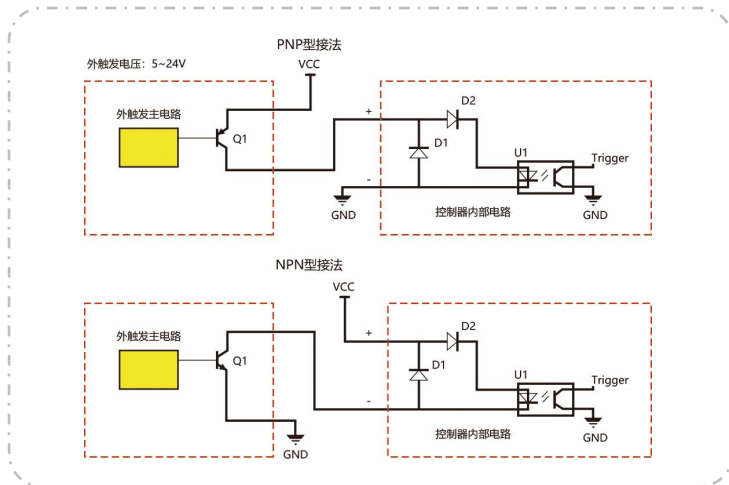 PNP型接法
外触发电压：5~24V
VCC
外触发主电路
Q1
+
D2
D1
U1
Trigger
-
GND
控制器内部电路
GND
NPN型接法
VCC
外触发主电路
Q1
+
D2
D1
U1
Trigger
-
控制器内部电路
GND
GND